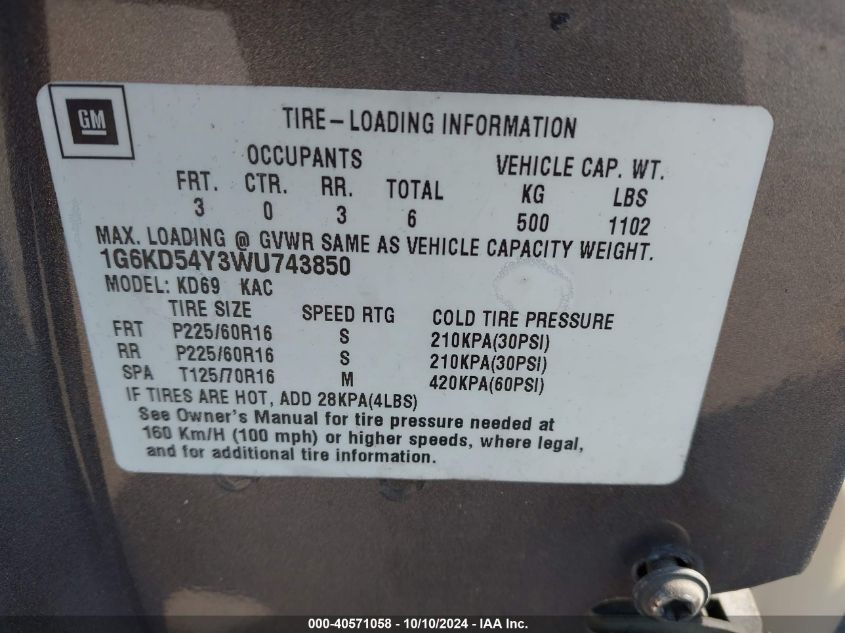 GM
TIRE-LOADING INFORMATION
OCCUPANTS VEHICLE CAP. WT.
FRT. CTR. RR. TOTAL KG LBS
3 0 3 6 500 1102
MAX. LOADING @ GVWR SAME AS VEHICLE CAPACITY WEIGHT.
1G6KD54Y3WU743850
MODEL: KD69 KAC
TIRE SIZE SPEED RTG COLD TIRE PRESSURE
FRT P225/60R16 S 210KPA(30PSI)
RR P225/60R16 S 210KPA(30PSI)
SPA T125/70R16 M 420KPA(60PSI)
IF TIRES ARE HOT, ADD 28KPA(4LBS)
See Owner's Manual for tire pressure needed at
160 Km/H (100 mph) or higher speeds, where legal,
and for additional tire information.
000-40571058 - 10/10/2024 - IAA Inc.